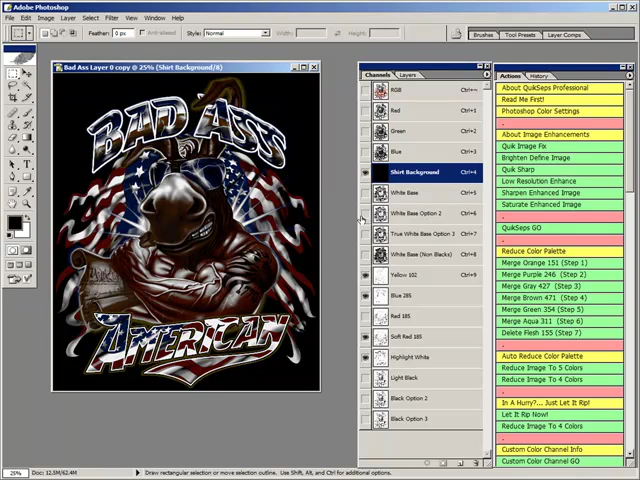 Adobe Photoshop
File Edit Image Layer Select Filter View Window Help
Feather: 0 px Anti-aliased Style: Normal Width: Height:
Brushes Tool Presets Layer Comps
Bad Ass Layer 0 copy @ 25% (Shirt Background/8)
BAD ASS
AMERICAN
Channels Layers
RGB Ctrl+~
Red Ctrl+1
Green Ctrl+2
Blue Ctrl+3
Shirt Background Ctrl+4
White Base Ctrl+5
White Base Option 2 Ctrl+6
True White Base Option 3 Ctrl+7
White Base (Non Blacks) Ctrl+8
Yellow 102 Ctrl+9
Blue 285
Red 185
Soft Red 185
Highlight White
Light Black
Black Option 2
Black Option 3
Actions History
About QuikSeps Professional
Read Me First!
Photoshop Color Settings
.
About Image Enhancements
Quik Image Fix
Brighten Define Image
Quik Sharp
Low Resolution Enhance
Sharpen Enhanced Image
Saturate Enhanced Image
.
QuikSeps GO
.
Reduce Color Palette
Merge Orange 151 (Step 1)
Merge Purple 246 (Step 2)
Merge Gray 427 (Step 3)
Merge Brown 471 (Step 4)
Merge Green 354 (Step 5)
Merge Aqua 311 (Step 6)
Delete Flesh 155 (Step 7)
.
Auto Reduce Color Palette
Reduce Image To 5 Colors
Reduce Image To 4 Colors
.
In A Hurry?... Just Let It Rip!
Let It Rip Now!
Reduce Image To 4 Colors
.
Custom Color Channel Info
Custom Color Channel GO
25% Doc: 12.5M/62.4M Draw rectangular selection or move selection outline. Use Shift, Alt, and Ctrl for additional options.